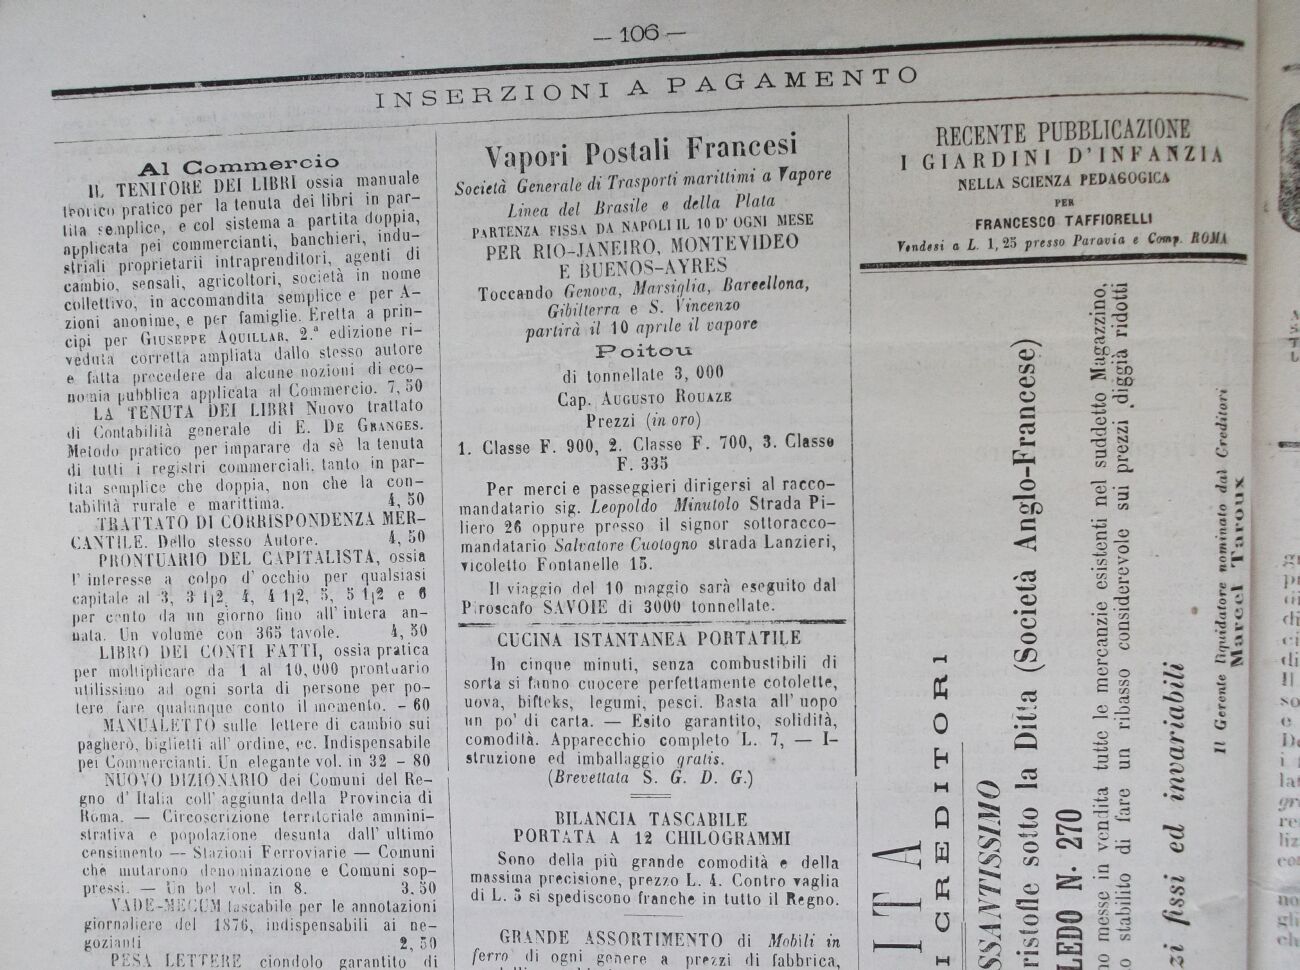 — 106 —
INSERZIONI A PAGAMENTO
Al Commercio
IL TENITORE DEI LIBRI ossia manuale
teorico pratico per la tenuta dei libri in par-
tita semplice, e col sistema a partita doppia,
applicata pei commercianti, banchieri, indu-
striali proprietarii intraprenditori, agenti di
cambio, sensali, agricoltori, società in nome
collettivo, in accomandita semplice e per A-
zioni anonime, e per famiglie. Eretta a prin-
cipi per GIUSEPPE AQUILLAR, 2.ª edizione ri-
veduta corretta ampliata dallo stesso autore
e fatta precedere da alcune nozioni di eco-
nomia pubblica applicata al Commercio. 7, 50
LA TENUTA DEI LIBRI Nuovo trattato
di Contabilità generale di E. DE GRANGES.
Metodo pratico per imparare da sè la tenuta
di tutti i registri commerciali, tanto in par-
tita semplice che doppia, non che la con-
tabilità rurale e marittima. 4, 50
TRATTATO DI CORRISPONDENZA MER-
CANTILE. Dello stesso Autore. 4, 50
PRONTUARIO DEL CAPITALISTA, ossia
l' interesse a colpo d' occhio per qualsiasi
capitale al 3, 3 1|2, 4, 4 1|2, 5, 5 1|2 e 6
per cento da un giorno fino all' intera an-
nata. Un volume con 365 tavole. 4, 50
LIBRO DEI CONTI FATTI, ossia pratica
per moltiplicare da 1 al 10,000 prontuario
utilissimo ad ogni sorta di persone per po-
tere fare qualunque conto il momento. - 60
MANUALETTO sulle lettere di cambio sui
pagherò, biglietti all' ordine, ec. Indispensabile
pei Commercianti. Un elegante vol. in 32 - 80
NUOVO DIZIONARIO dei Comuni del Re-
gno d' Italia coll' aggiunta della Provincia di
Roma. — Circoscrizione territoriale ammini-
strativa e popolazione desunta dall' ultimo
censimento — Stazioni Ferroviarie — Comuni
che mutarono denominazione e Comuni sop-
pressi. — Un bel vol. in 8. 3. 50
VADE-MECUM tascabile per le annotazioni
giornaliere del 1876, indispensabili ai ne-
gozianti 2, 50
PESA LETTERE ciondolo garantito di
Vapori Postali Francesi
Società Generale di Trasporti marittimi a Vapore
Linea del Brasile e della Plata
PARTENZA FISSA DA NAPOLI IL 10 D' OGNI MESE
PER RIO-JANEIRO, MONTEVIDEO
E BUENOS-AYRES
Toccando Genova, Marsiglia, Barcellona,
Gibilterra e S. Vincenzo
partirà il 10 aprile il vapore
Poitou
di tonnellate 3, 000
Cap. AUGUSTO ROUAZE
Prezzi (in oro)
1. Classe F. 900, 2. Classe F. 700, 3. Classe
F. 335
Per merci e passeggieri dirigersi al racco-
mandatario sig. Leopoldo Minutolo Strada Pi-
liero 26 oppure presso il signor sottoracco-
mandatario Salvatore Cuotogno strada Lanzieri,
vicoletto Fontanelle 15.
Il viaggio del 10 maggio sarà eseguito dal
Piroscafo SAVOIE di 3000 tonnellate.
CUCINA ISTANTANEA PORTATILE
In cinque minuti, senza combustibili di
sorta si fanno cuocere perfettamente cotolette,
uova, bifteks, legumi, pesci. Basta all' uopo
un po' di carta. — Esito garantito, solidità,
comodità. Apparecchio completo L. 7, — I-
struzione ed imballaggio gratis.
(Brevettata S. G. D. G.)
BILANCIA TASCABILE
PORTATA A 12 CHILOGRAMMI
Sono della più grande comodità e della
massima precisione, prezzo L. 4. Contro vaglia
di L. 5 si spediscono franche in tutto il Regno.
GRANDE ASSORTIMENTO di Mobili in
ferro di ogni genere a prezzi di fabbrica,
RECENTE PUBBLICAZIONE
I GIARDINI D'INFANZIA
NELLA SCIENZA PEDAGOGICA
PER
FRANCESCO TAFFIORELLI
Vendesi a L. 1, 25 presso Paravia e Comp. ROMA
ITA
I CREDITORI
SSANTISSIMO
ristofle sotto la Ditta (Società Anglo-Francese)
LEDO N. 270
no messe in vendita tutte le mercanzie esistenti nel suddetto Magazzino,
o stabilito di fare un ribasso considerevole sui prezzi diggià ridotti
zi fissi ed invariabili
Il Gerente liquidatore nominato dai Creditori
Marcel Taroux